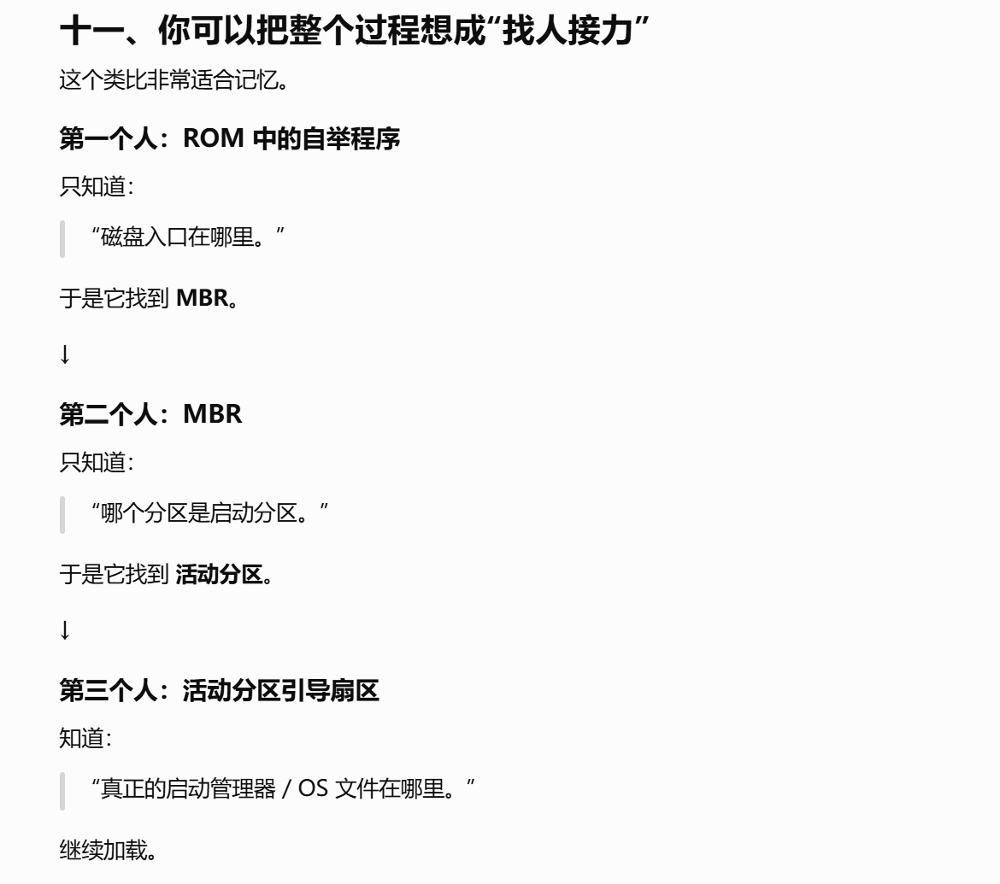 十一、你可以把整个过程想成“找人接力”
这个类比非常适合记忆。
第一个人：ROM 中的自举程序
只知道：
“磁盘入口在哪里。”
于是它找到 MBR。
↓
第二个人：MBR
只知道：
“哪个分区是启动分区。”
于是它找到 活动分区。
↓
第三个人：活动分区引导扇区
知道：
“真正的启动管理器 / OS 文件在哪里。”
继续加载。